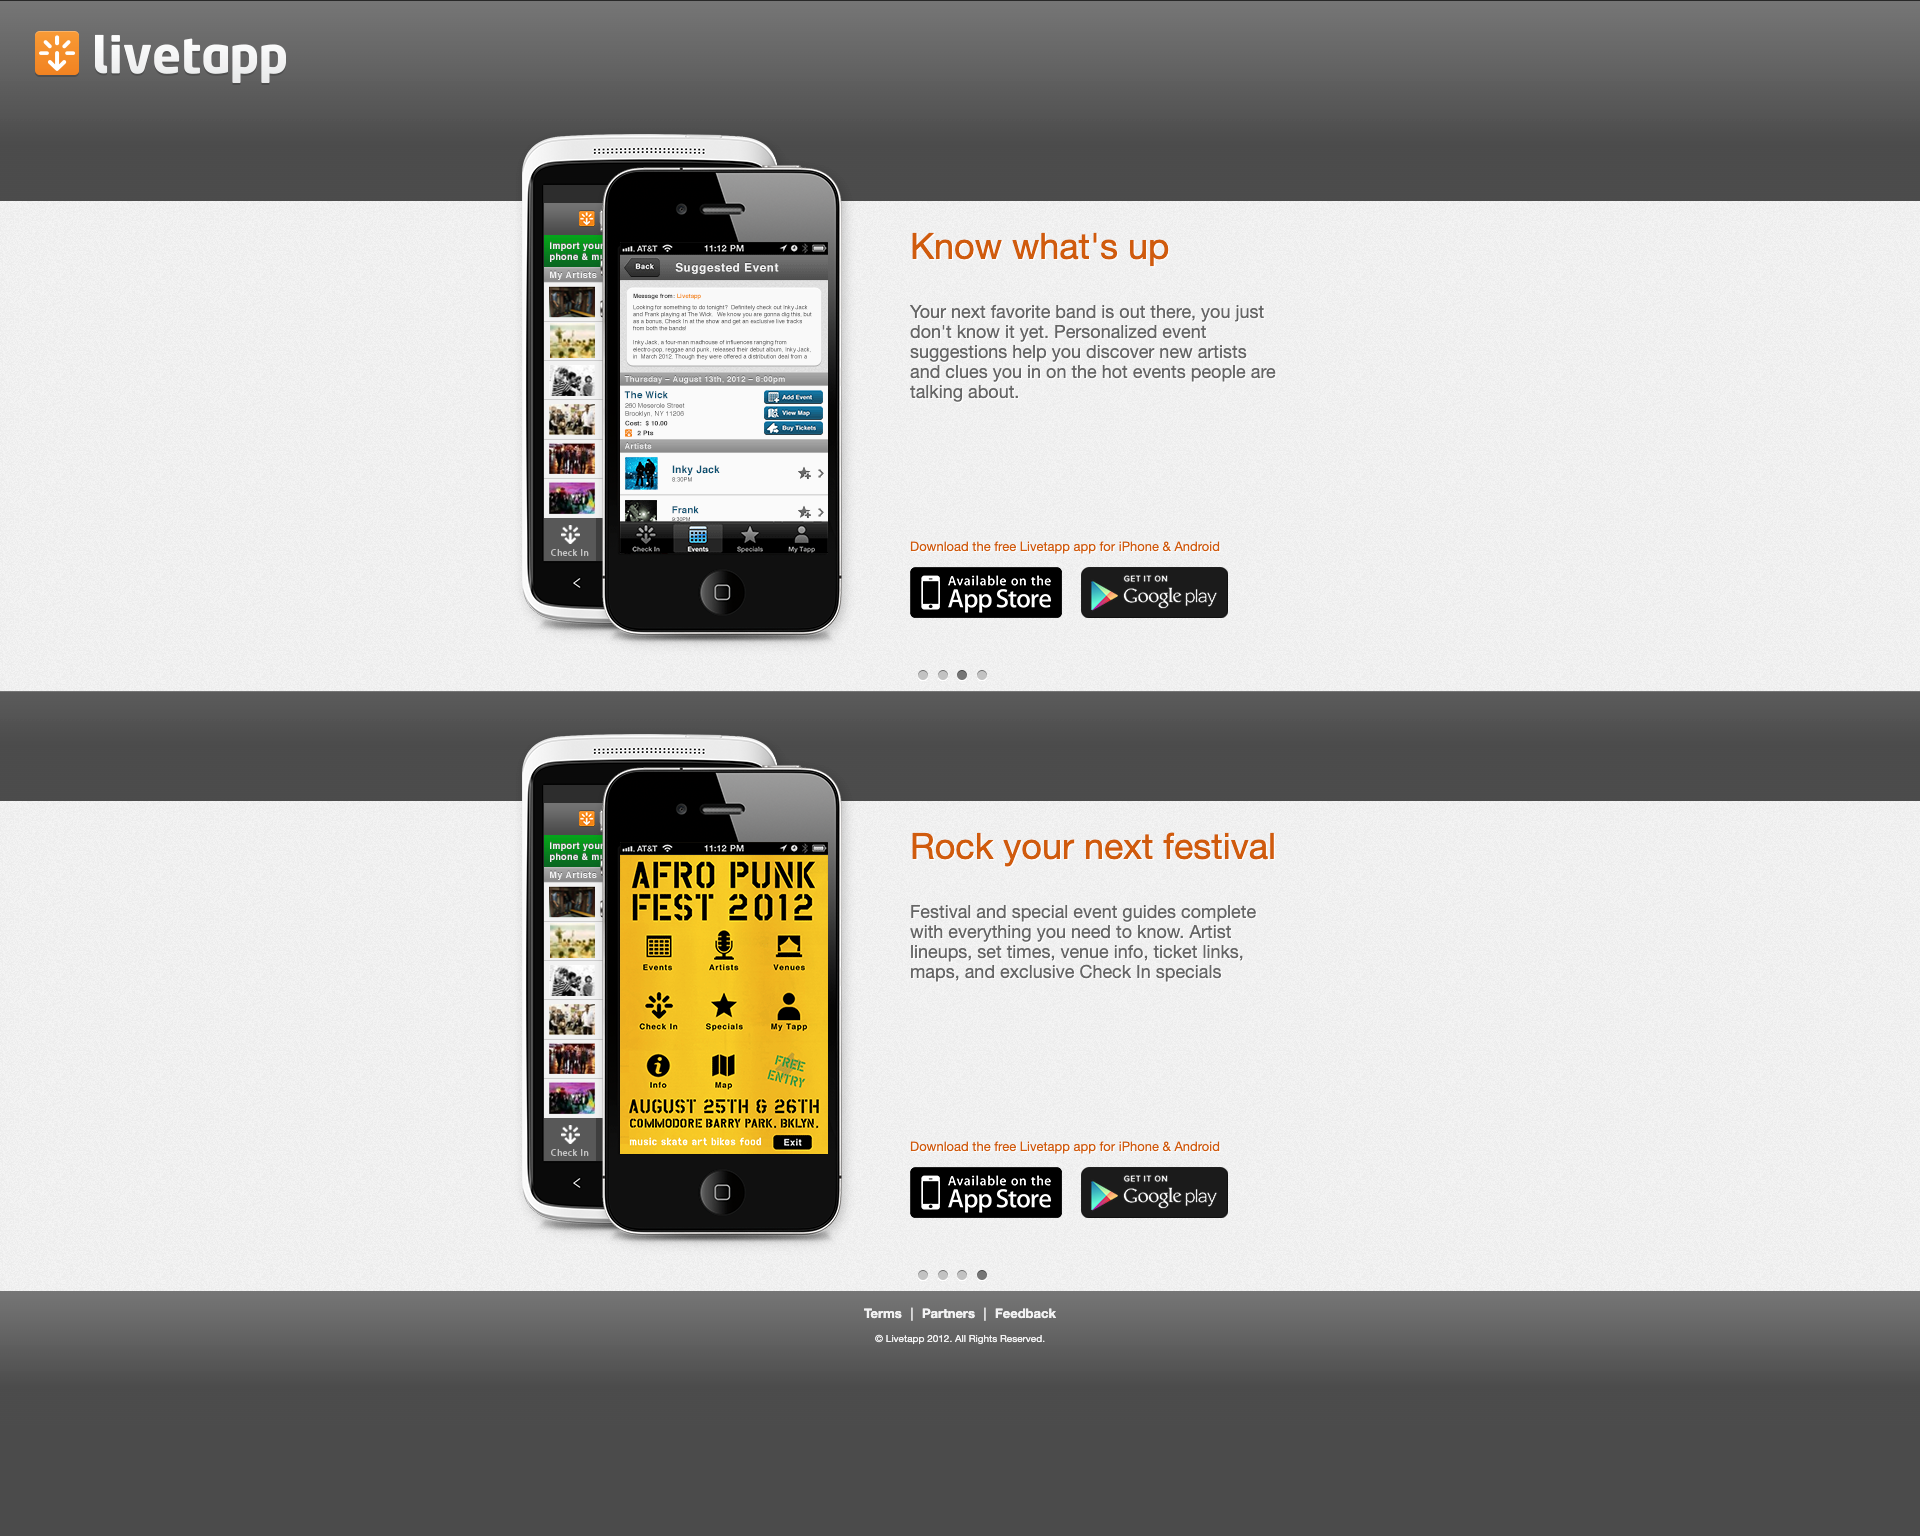 livetapp
Import your
phone & mu
My Artists
Check In
AT&T 11:12 PM
Back Suggested Event
Message from: Livetapp
Looking for something to do tonight? Definitely check out Inky Jack
and Frank playing at The Wick. We know you are gonna dig this, but
as a bonus, Check In at the show and get an exclusive live tracks
from both the bands!
Inky Jack, a four-man madhouse of influences ranging from
electro-pop, reggae and punk, released their debut album, Inky Jack,
in March 2012. Though they were offered a distribution deal from a
Thursday – August 13th, 2012 – 8:00pm
The Wick
260 Meserole Street
Brooklyn, NY 11206
Cost: $ 10.00
2 Pts
Add Event
View Map
Buy Tickets
Artists
Inky Jack
8:30PM
Frank
9:30PM
Check In Events Specials My Tapp
Know what's up
Your next favorite band is out there, you just
don't know it yet. Personalized event
suggestions help you discover new artists
and clues you in on the hot events people are
talking about.
Download the free Livetapp app for iPhone & Android
Available on the
App Store
GET IT ON
Google play
Import your
phone & mu
My Artists
Check In
AT&T 11:12 PM
AFRO PUNK
FEST 2012
Events Artists Venues
Check In Specials My Tapp
Info Map
FREE
ENTRY
AUGUST 25TH & 26TH
COMMODORE BARRY PARK. BKLYN.
music skate art bikes food Exit
Rock your next festival
Festival and special event guides complete
with everything you need to know. Artist
lineups, set times, venue info, ticket links,
maps, and exclusive Check In specials
Download the free Livetapp app for iPhone & Android
Available on the
App Store
GET IT ON
Google play
Terms | Partners | Feedback
© Livetapp 2012. All Rights Reserved.